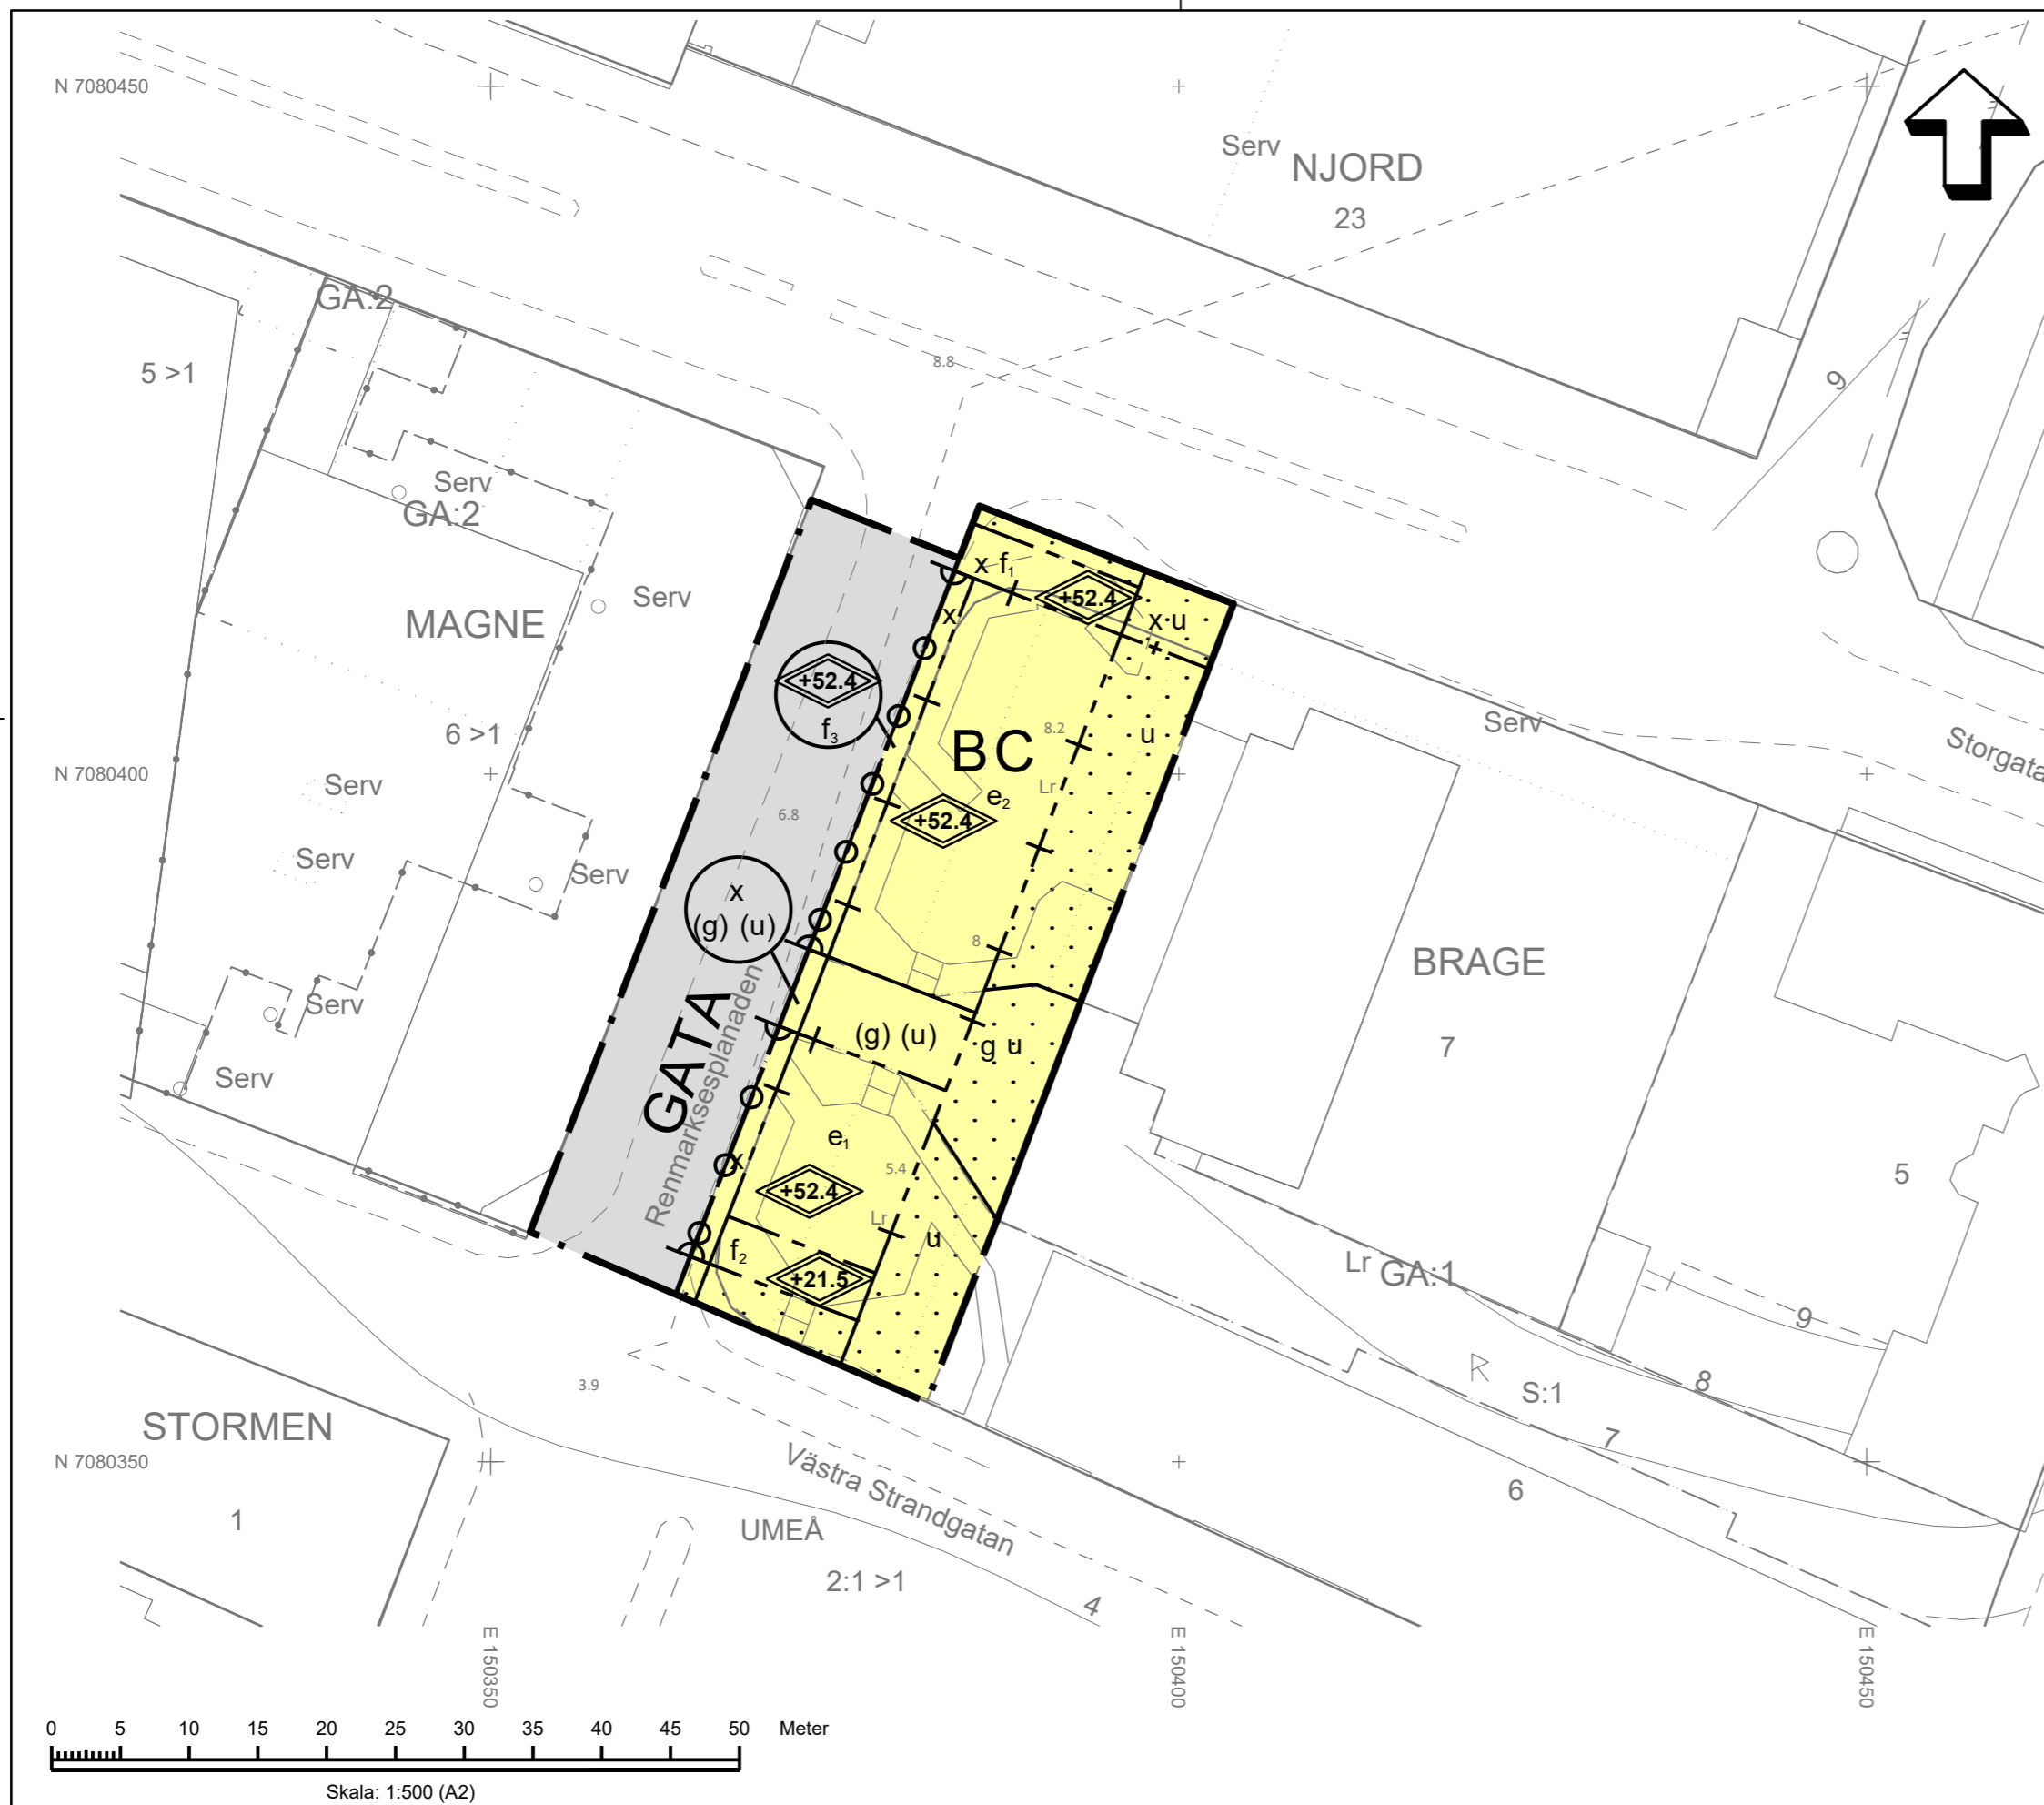 N 7080450
Serv
NJORD
23
GA:2
5 >1
8.8
9
Serv
GA:2
x f₁
+52.4
Serv
MAGNE
x
x u
+52.4
f₃
6 >1
BC
8.2
u
Serv
Storgata
N 7080400
Serv
e₂
Lr
+52.4
6.8
Serv
Serv
x
(g) (u)
8
BRAGE
7
Serv
GATA
Renmarksesplanaden
(g) (u)
g u
Serv
e₁
x
5.4
5
+52.4
Lr
u
f₂
+21.5
Lr
GA:1
9
3.9
S:1
8
STORMEN
7
N 7080350
Västra Strandgatan
6
1
UMEÅ
2:1 >1
4
E 150350
E 150400
E 150450
0 5 10 15 20 25 30 35 40 45 50 Meter
Skala: 1:500 (A2)